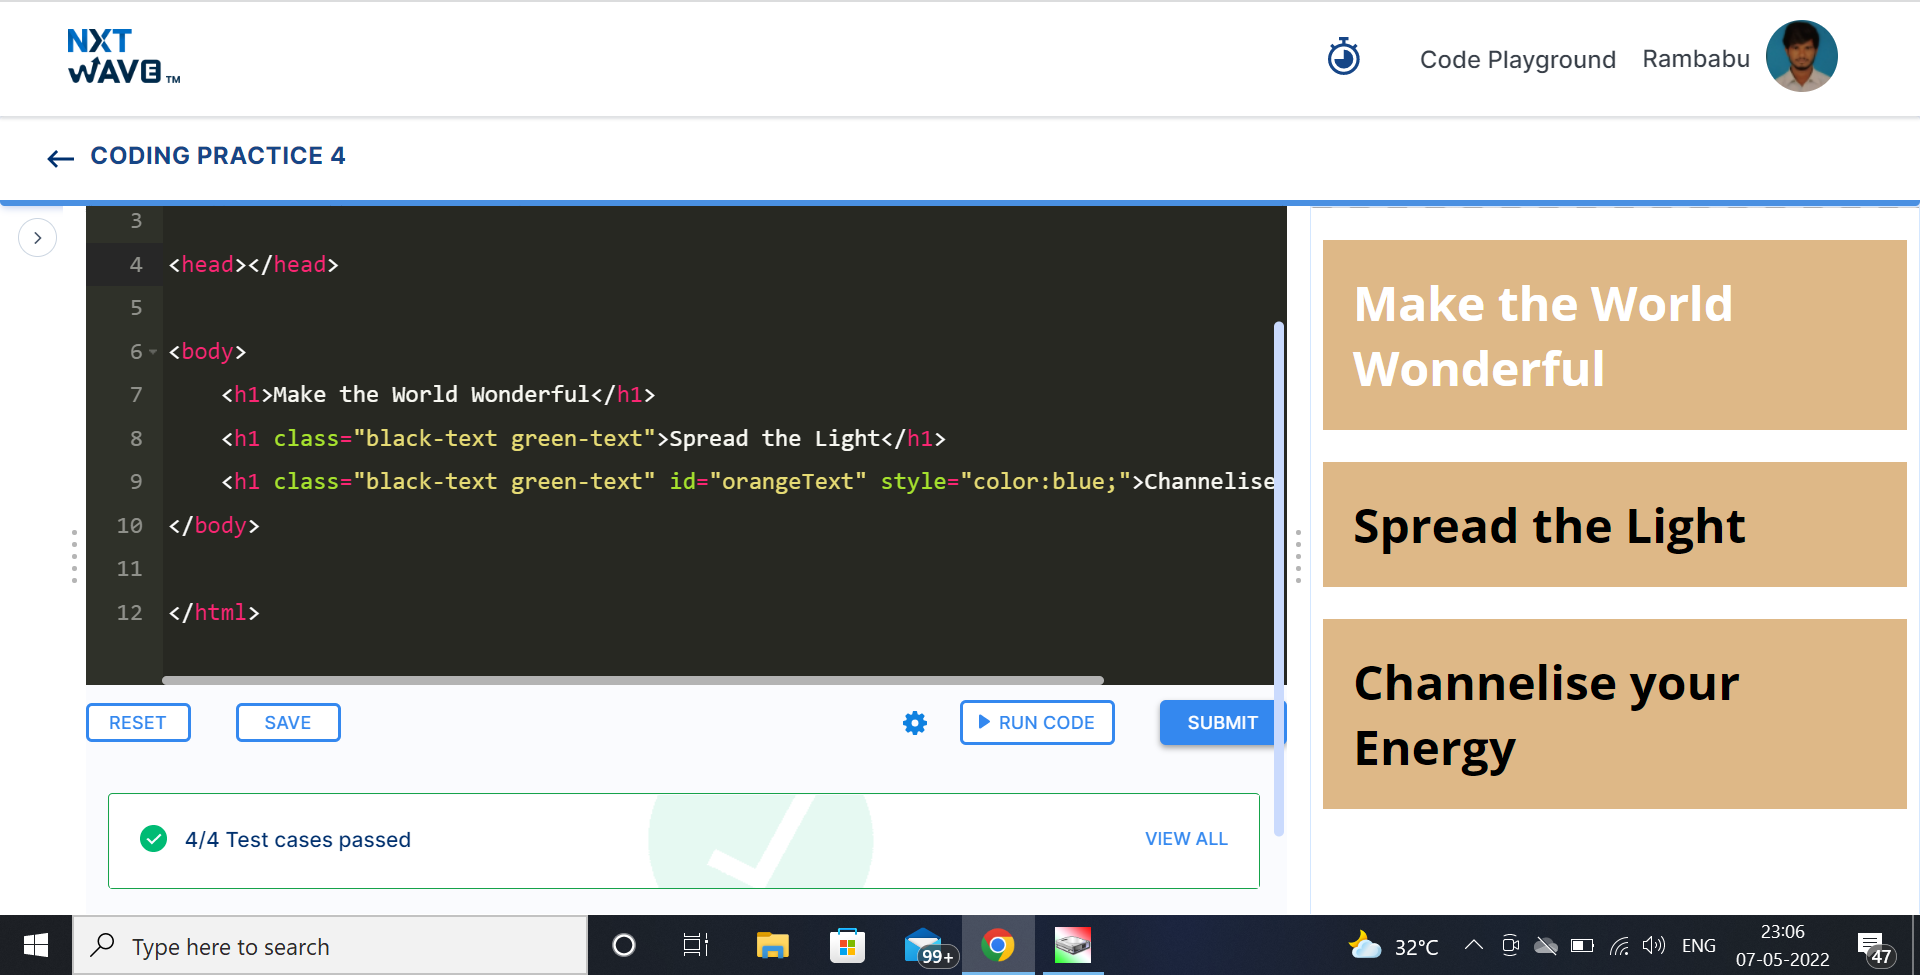 NXT
WAVE TM
Code Playground
Rambabu
CODING PRACTICE 4
3
4 <head></head>
5
6 <body>
7 <h1>Make the World Wonderful</h1>
8 <h1 class="black-text green-text">Spread the Light</h1>
9 <h1 class="black-text green-text" id="orangeText" style="color:blue;">Channelise
10 </body>
11
12 </html>
RESET
SAVE
RUN CODE
SUBMIT
4/4 Test cases passed
VIEW ALL
Make the World
Wonderful
Spread the Light
Channelise your
Energy
Type here to search
99+
32°C
ENG
23:06
07-05-2022
47